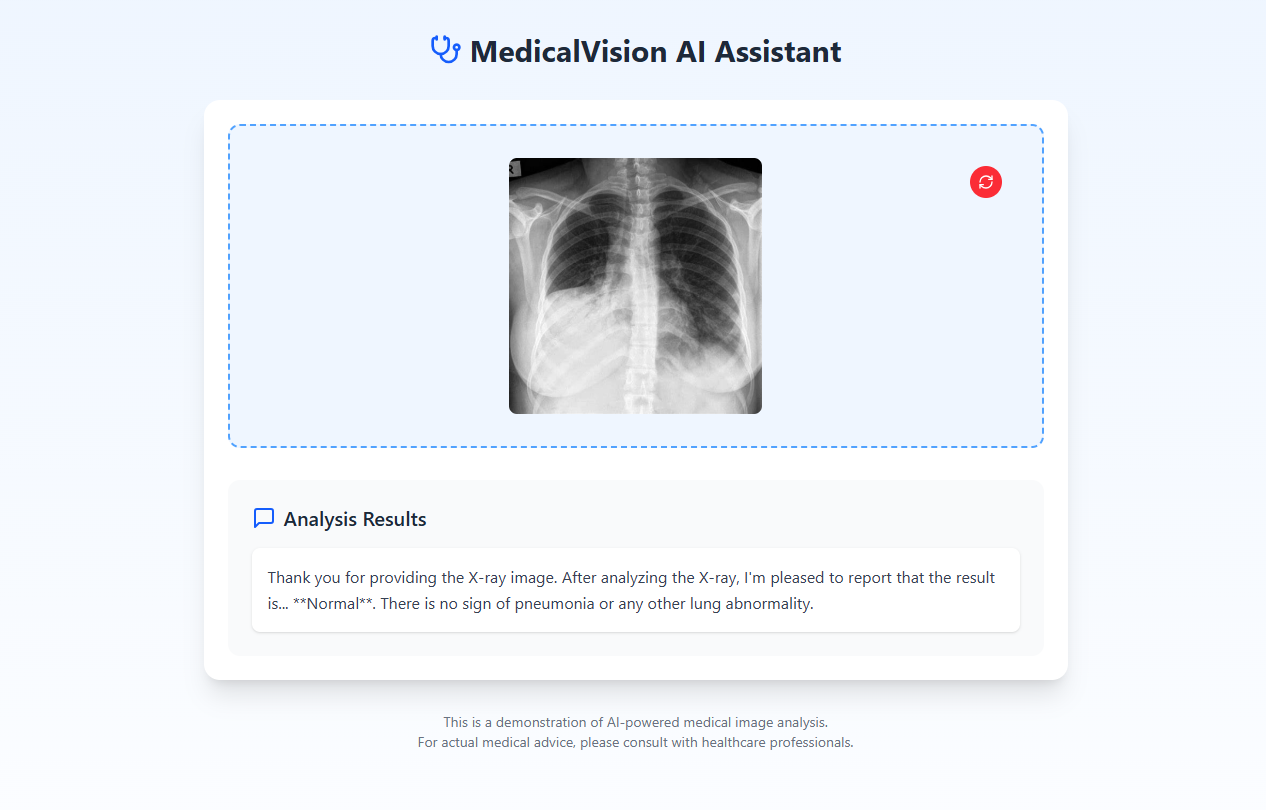 MedicalVision AI Assistant
R
Analysis Results
Thank you for providing the X-ray image. After analyzing the X-ray, I'm pleased to report that the result
is... **Normal**. There is no sign of pneumonia or any other lung abnormality.
This is a demonstration of AI-powered medical image analysis.
For actual medical advice, please consult with healthcare professionals.